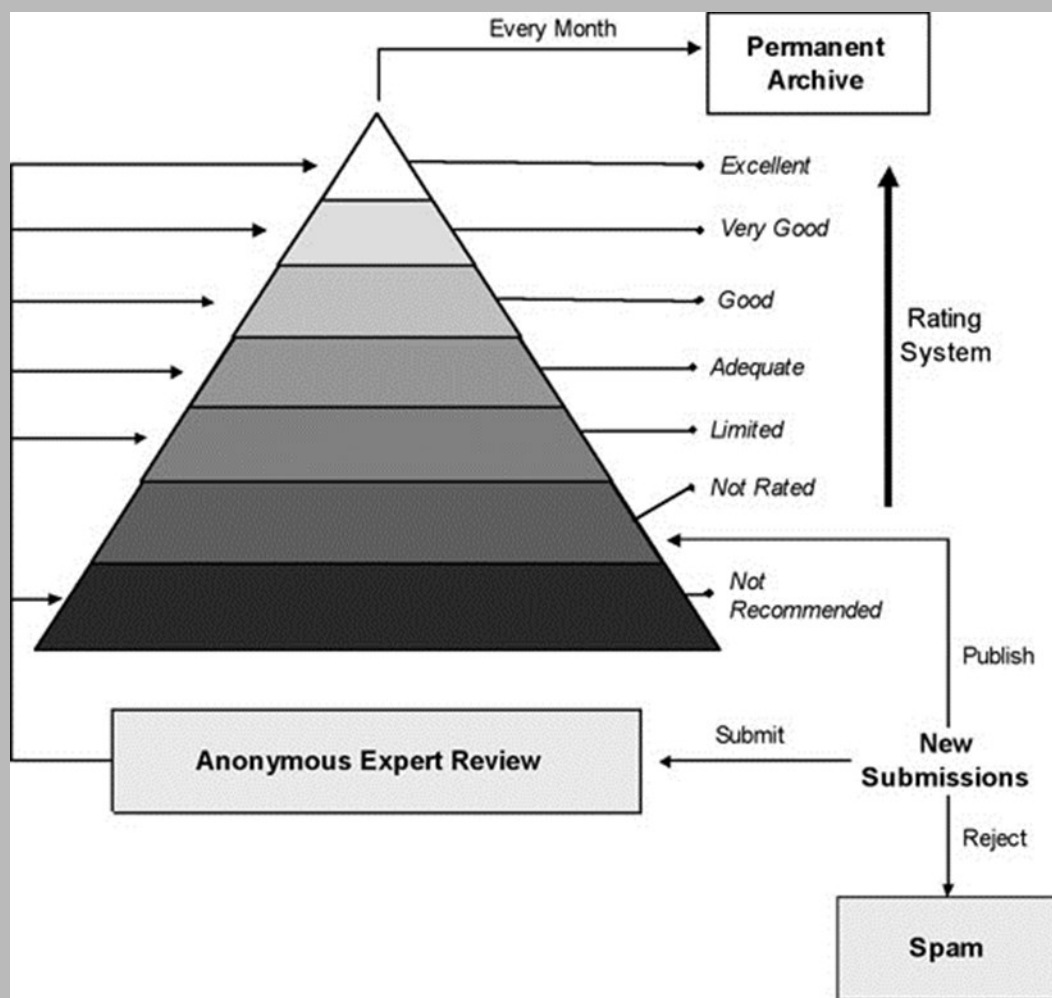 Every Month
Permanent
Archive
Excellent
Very Good
Good
Rating
System
Adequate
Limited
Not Rated
Not
Recommended
Publish
Anonymous Expert Review
Submit
New
Submissions
Reject
Spam